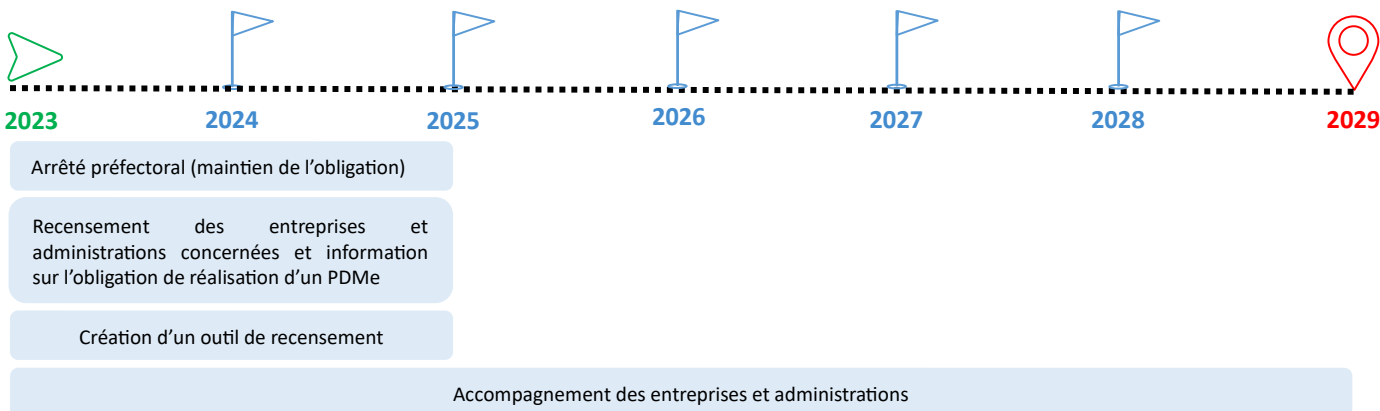 2023 2024 2025 2026 2027 2028 2029
Arrêté préfectoral (maintien de l’obligation)
Recensement des entreprises et
administrations concernées et information
sur l’obligation de réalisation d’un PDMe
Création d’un outil de recensement
Accompagnement des entreprises et administrations